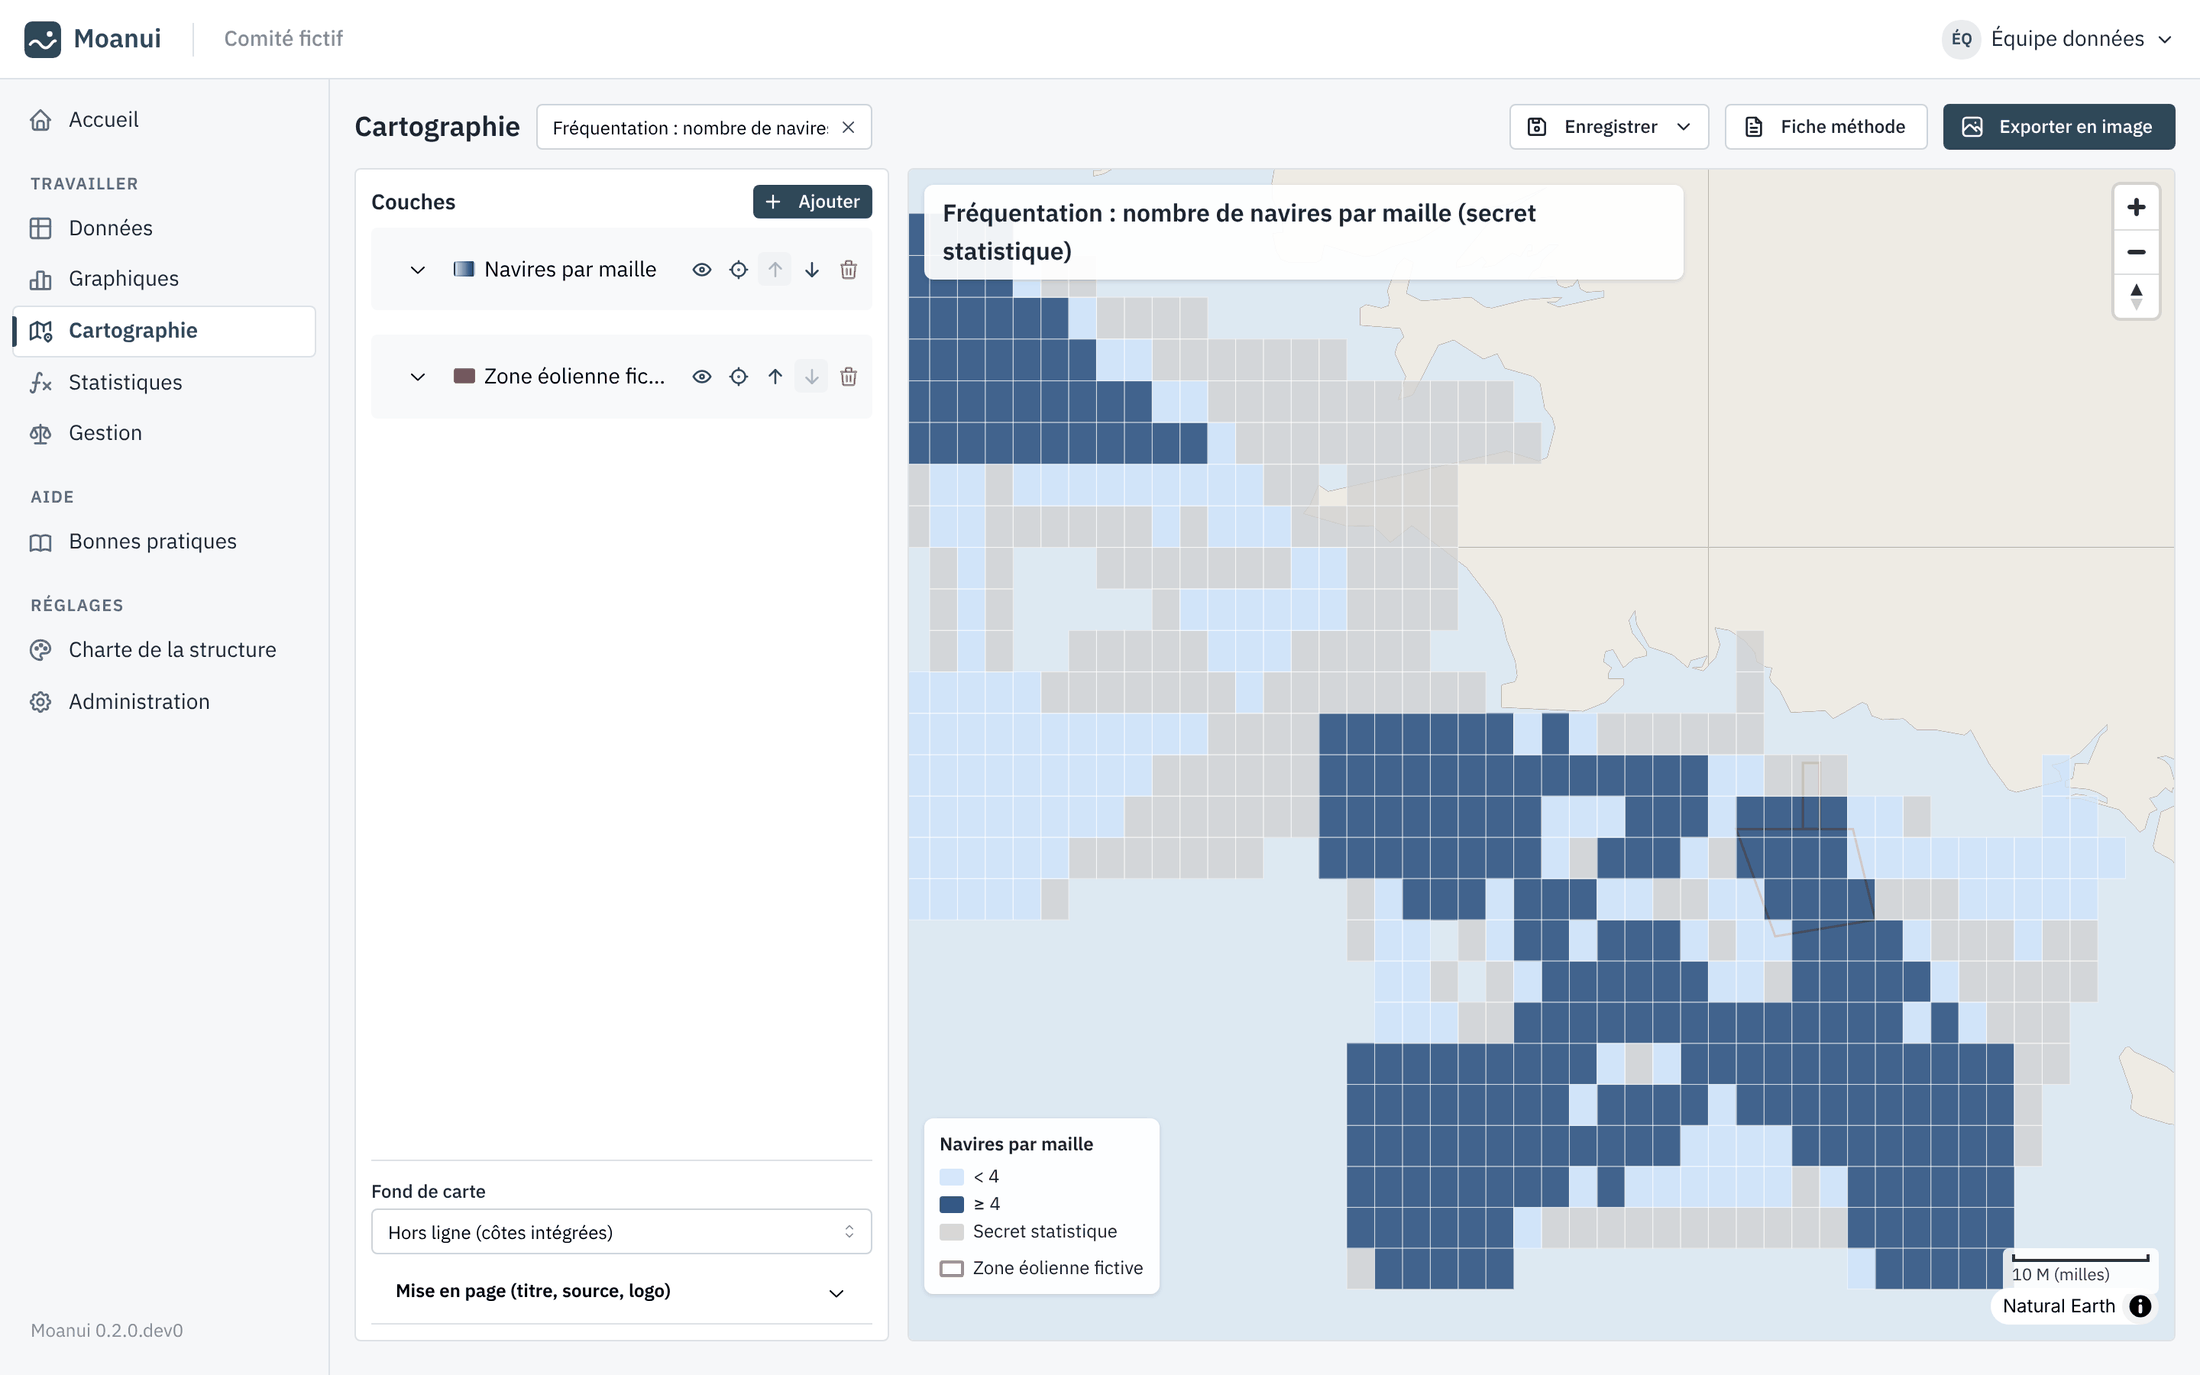 Moanui
Comité fictif
ÉQ
Équipe données
Accueil
TRAVAILLER
Données
Graphiques
Cartographie
Statistiques
Gestion
AIDE
Bonnes pratiques
RÉGLAGES
Charte de la structure
Administration
Moanui 0.2.0.dev0
Cartographie
Fréquentation : nombre de navires
Enregistrer
Fiche méthode
Exporter en image
Couches
Ajouter
Navires par maille
Zone éolienne fic...
Fond de carte
Hors ligne (côtes intégrées)
Mise en page (titre, source, logo)
Fréquentation : nombre de navires par maille (secret
statistique)
Navires par maille
< 4
≥ 4
Secret statistique
Zone éolienne fictive
10 M (milles)
Natural Earth